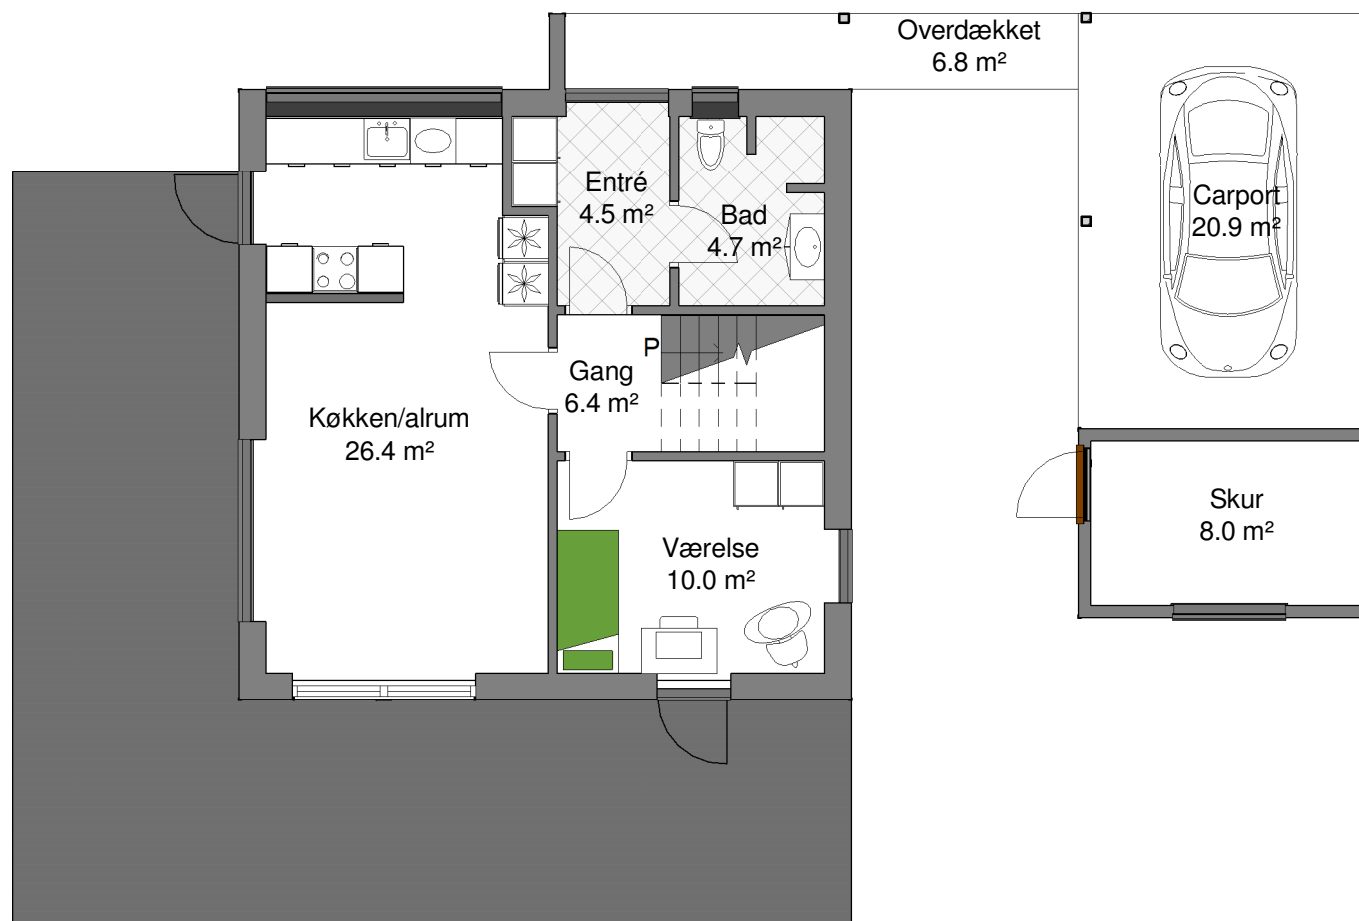 Overdækket
6.8 m²
Entré
4.5 m²
Bad
4.7 m²
Carport
20.9 m²
P
Gang
6.4 m²
Køkken/alrum
26.4 m²
Skur
8.0 m²
Værelse
10.0 m²